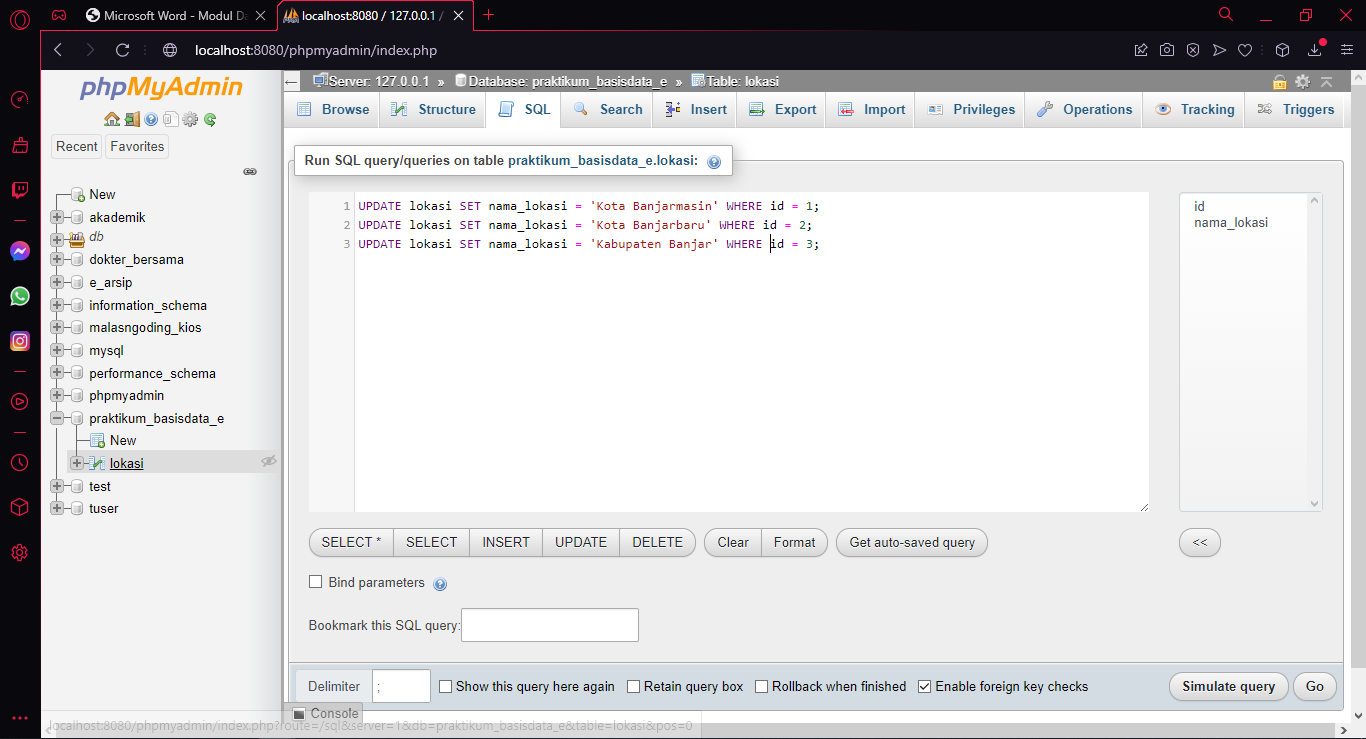 Microsoft Word - Modul Da
localhost:8080 / 127.0.0.1 /
localhost:8080/phpmyadmin/index.php
phpMyAdmin
Recent Favorites
New
akademik
db
dokter_bersama
e_arsip
information_schema
malasngoding_kios
mysql
performance_schema
phpmyadmin
praktikum_basisdata_e
New
lokasi
test
tuser
Server: 127.0.0.1 » Database: praktikum_basisdata_e » Table: lokasi
Browse Structure SQL Search Insert Export Import Privileges Operations Tracking Triggers
Run SQL query/queries on table praktikum_basisdata_e.lokasi:
1 UPDATE lokasi SET nama_lokasi = 'Kota Banjarmasin' WHERE id = 1;
2 UPDATE lokasi SET nama_lokasi = 'Kota Banjarbaru' WHERE id = 2;
3 UPDATE lokasi SET nama_lokasi = 'Kabupaten Banjar' WHERE id = 3;
id
nama_lokasi
SELECT * SELECT INSERT UPDATE DELETE Clear Format Get auto-saved query <<
Bind parameters
Bookmark this SQL query:
Delimiter ; Show this query here again Retain query box Rollback when finished Enable foreign key checks Simulate query Go
Console
localhost:8080/phpmyadmin/index.php?route=/sql&server=1&db=praktikum_basisdata_e&table=lokasi&pos=0